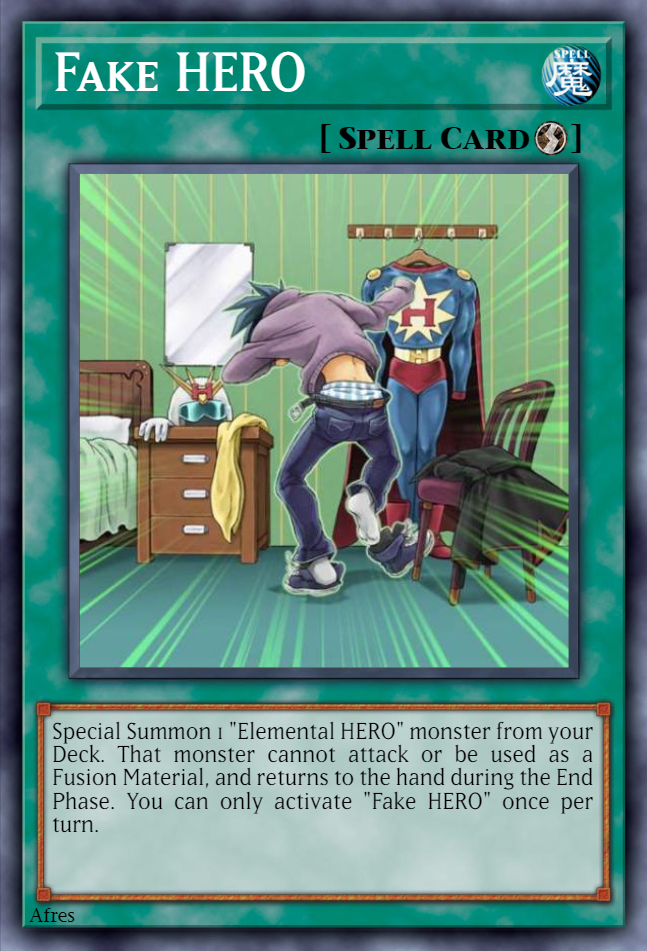 Fake HERO
SPELL
魔
[ Spell Card ]
H
H
Special Summon 1 "Elemental HERO" monster from your
Deck. That monster cannot attack or be used as a
Fusion Material, and returns to the hand during the End
Phase. You can only activate "Fake HERO" once per
turn.
Afres